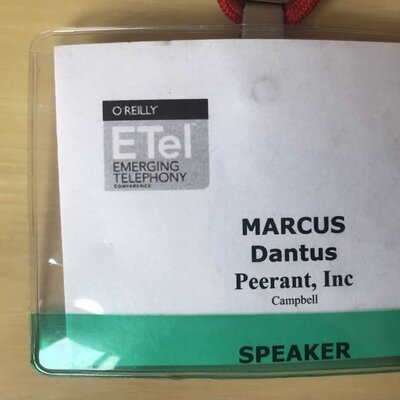 O REILLY
ETel
EMERGING
TELEPHONY
CONFERENCE
MARCUS
Dantus
Peerant, Inc
Campbell
SPEAKER